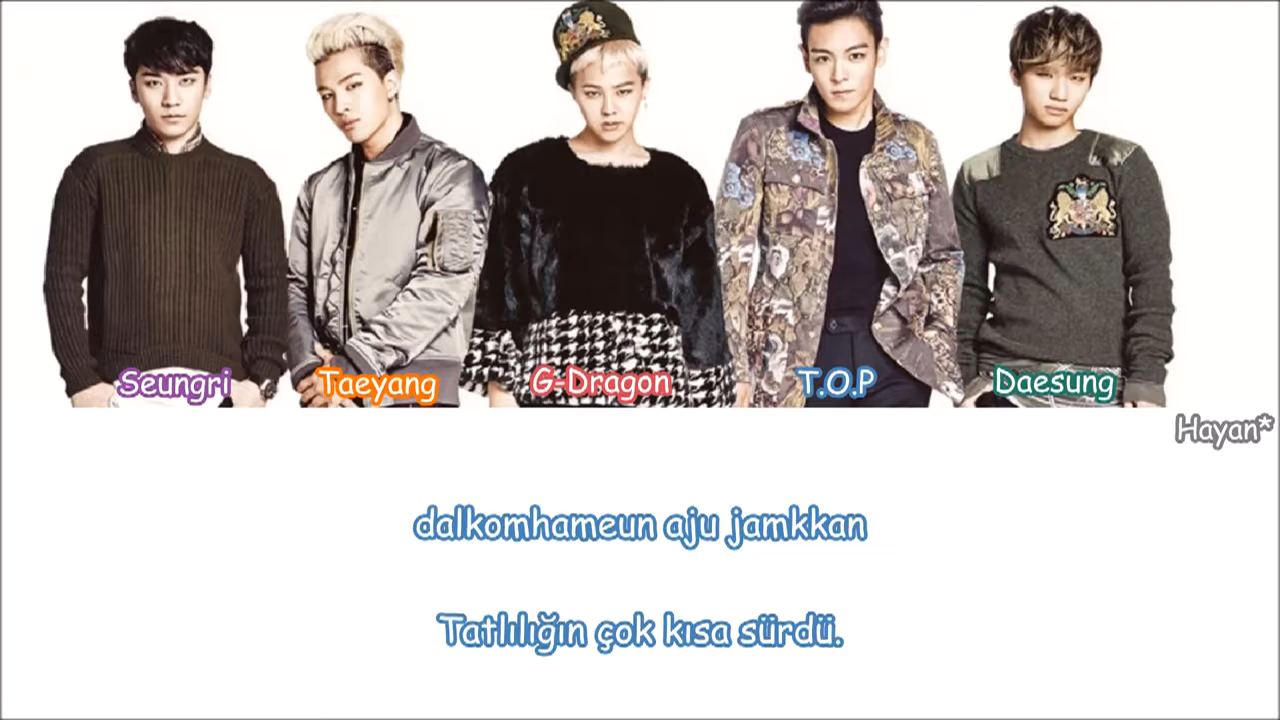 Seungri
Taeyang
G-Dragon
T.O.P
Daesung
Hayan*
dalkomhameun aju jamkkan
Tatlılığın çok kısa sürdü.